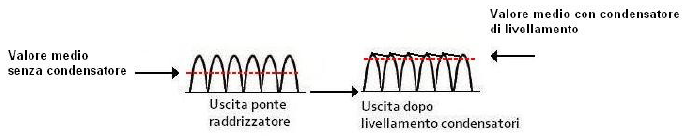 Valore medio
senza condensatore
Uscita ponte
raddrizzatore
Uscita dopo
livellamento condensatori
Valore medio con condensatore
di livellamento